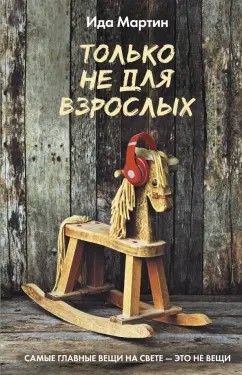 Ида Мартин
ТОЛЬКО
НЕ ДЛЯ
ВЗРОСЛЫХ
САМЫЕ ГЛАВНЫЕ ВЕЩИ НА СВЕТЕ — ЭТО НЕ ВЕЩИ